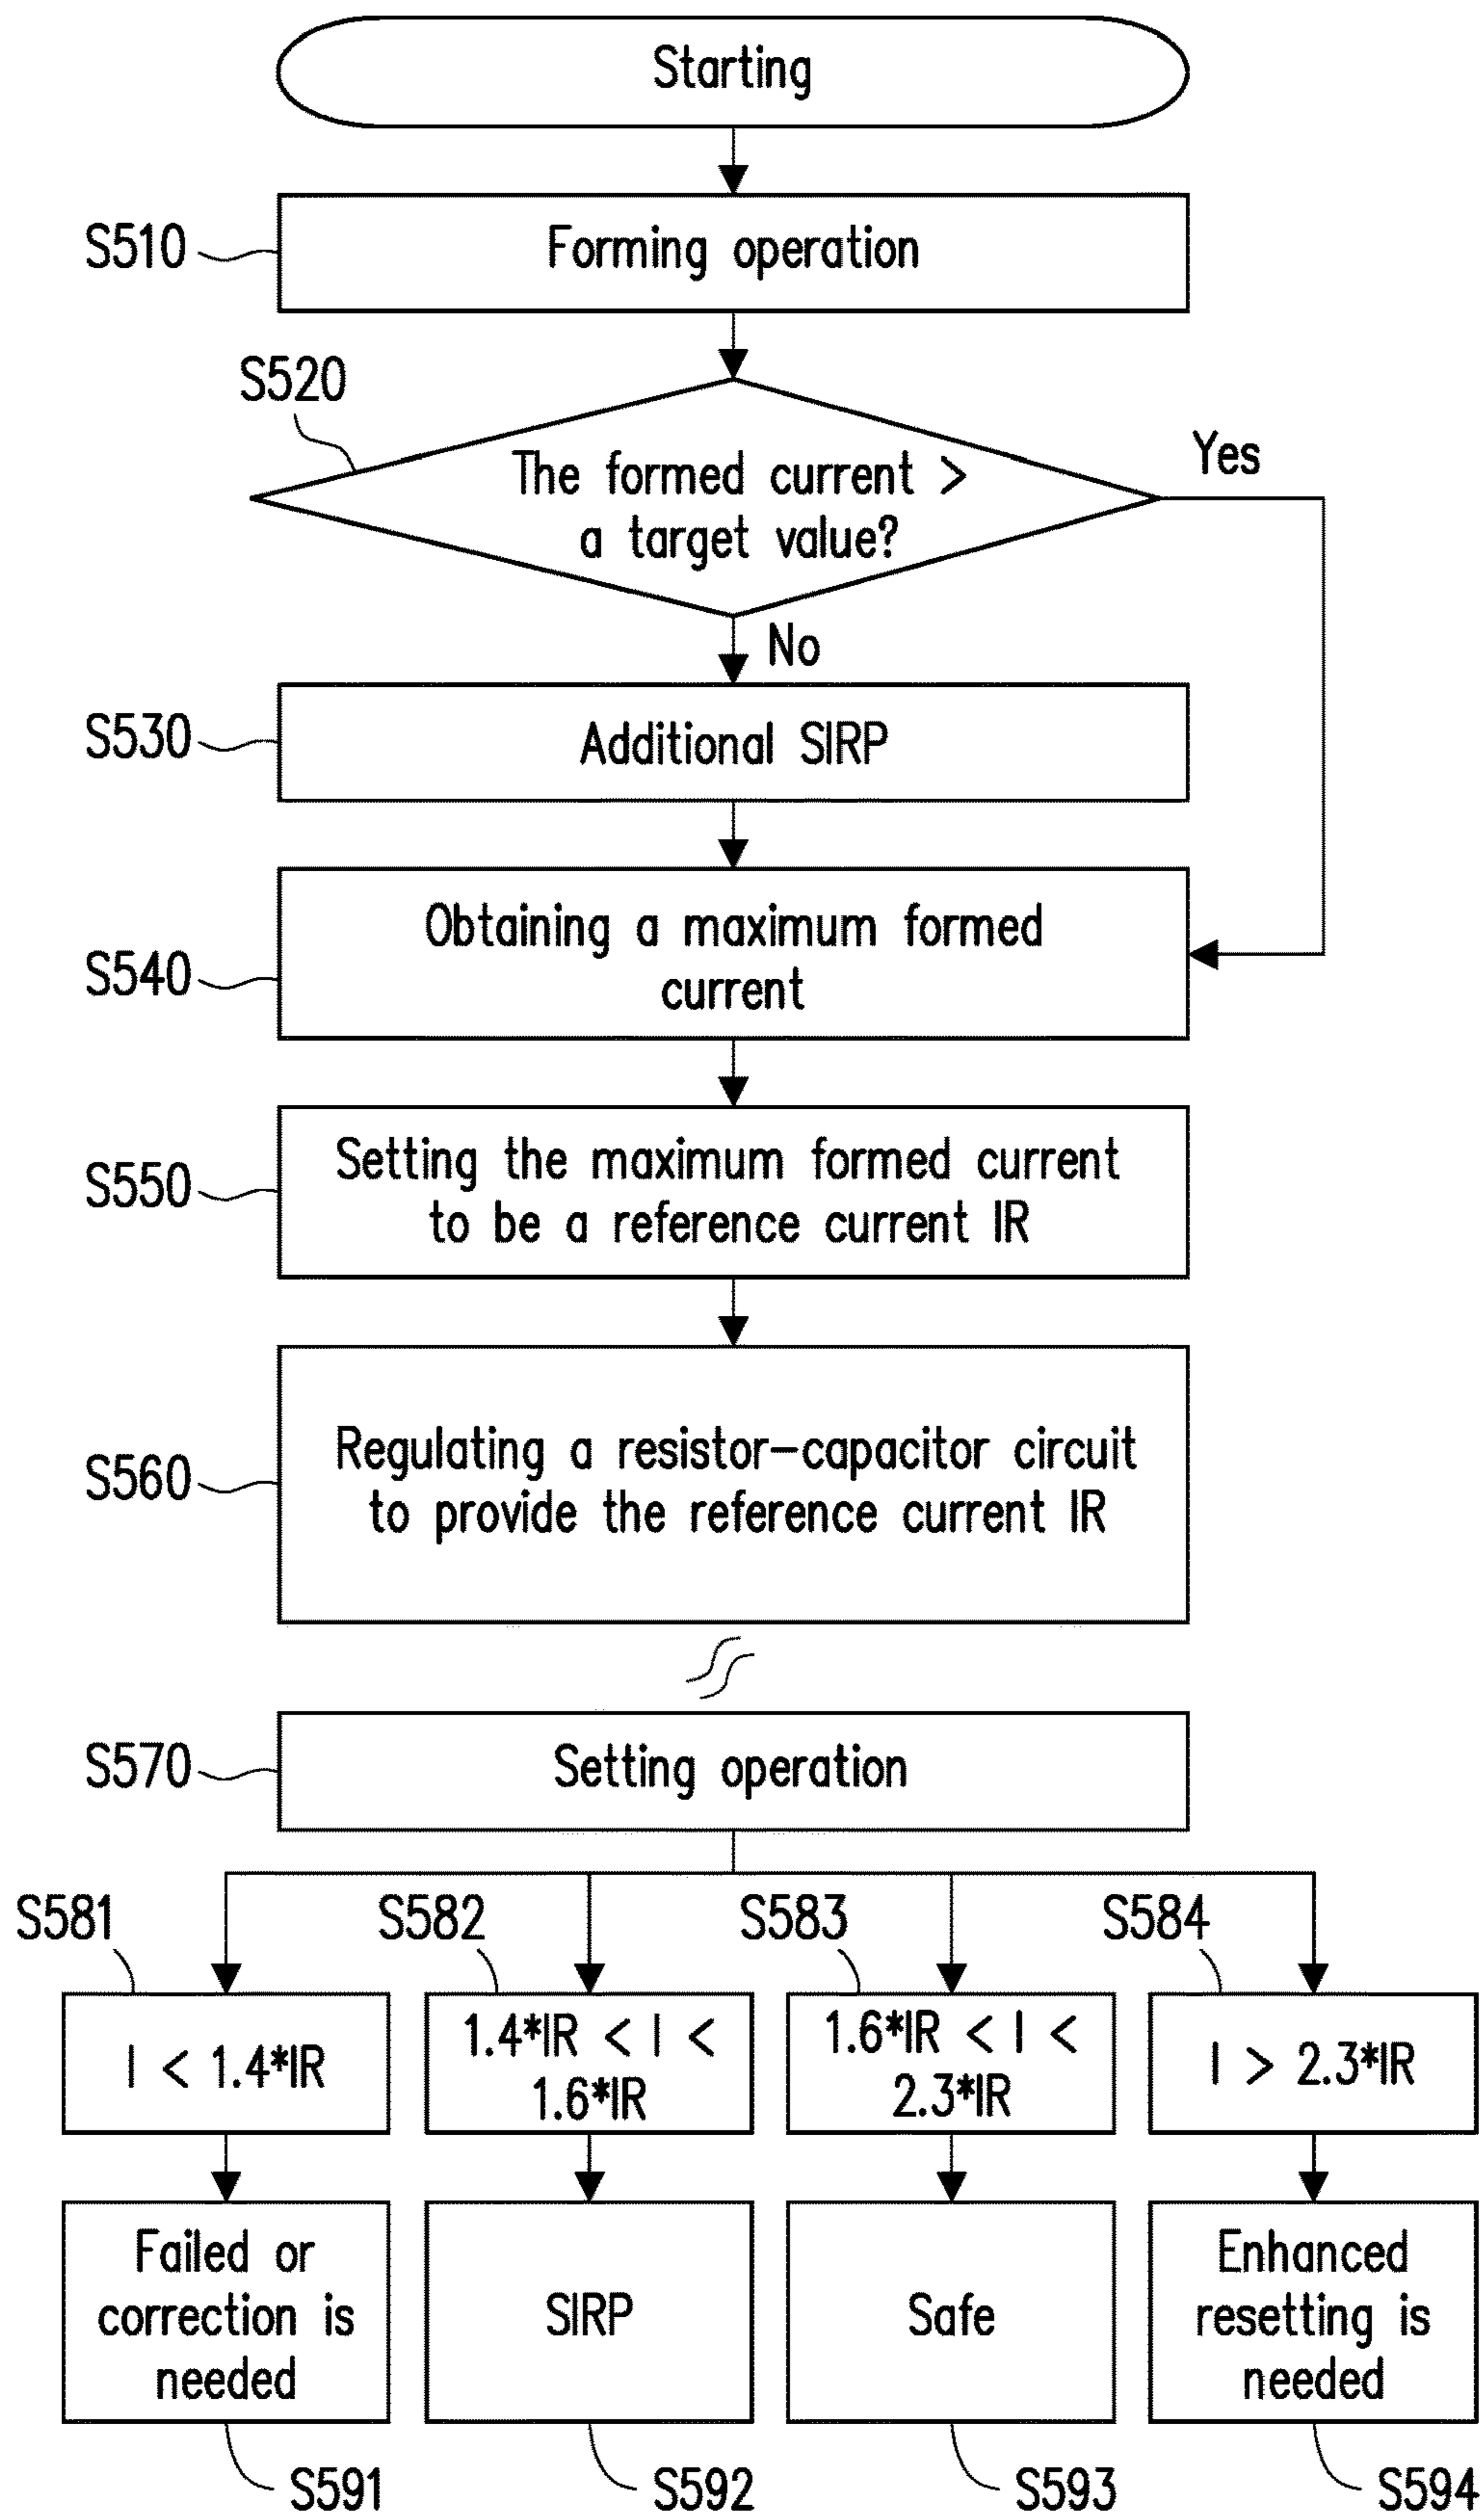 Starting
S510
Forming operation
S520
The formed current >
a target value?
Yes
No
S530
Additional SIRP
Obtaining a maximum formed
current
S540
Setting the maximum formed current
to be a reference current IR
S550
Regulating a resistor-capacitor circuit
to provide the reference current IR
S560
S570
Setting operation
S581
S582
S583
S584
I < 1.4*IR
1.4*IR < I <
1.6*IR
1.6*IR < I <
2.3*IR
I > 2.3*IR
Failed or
correction is
needed
SIRP
Safe
Enhanced
resetting is
needed
S591
S592
S593
S594